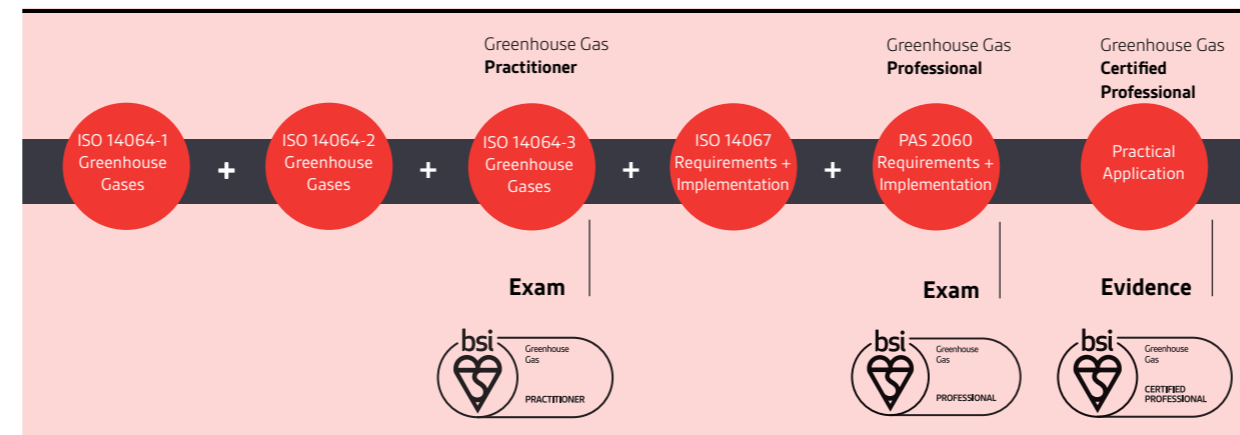 Greenhouse Gas
Practitioner
Greenhouse Gas
Professional
Greenhouse Gas
Certified
Professional
ISO 14064-1
Greenhouse
Gases
+
ISO 14064-2
Greenhouse
Gases
+
ISO 14064-3
Greenhouse
Gases
+
ISO 14067
Requirements +
Implementation
+
PAS 2060
Requirements +
Implementation
Practical
Application
Exam
Exam
Evidence
bsi
Greenhouse
Gas
PRACTITIONER
bsi
Greenhouse
Gas
PROFESSIONAL
bsi
Greenhouse
Gas
CERTIFIED
PROFESSIONAL